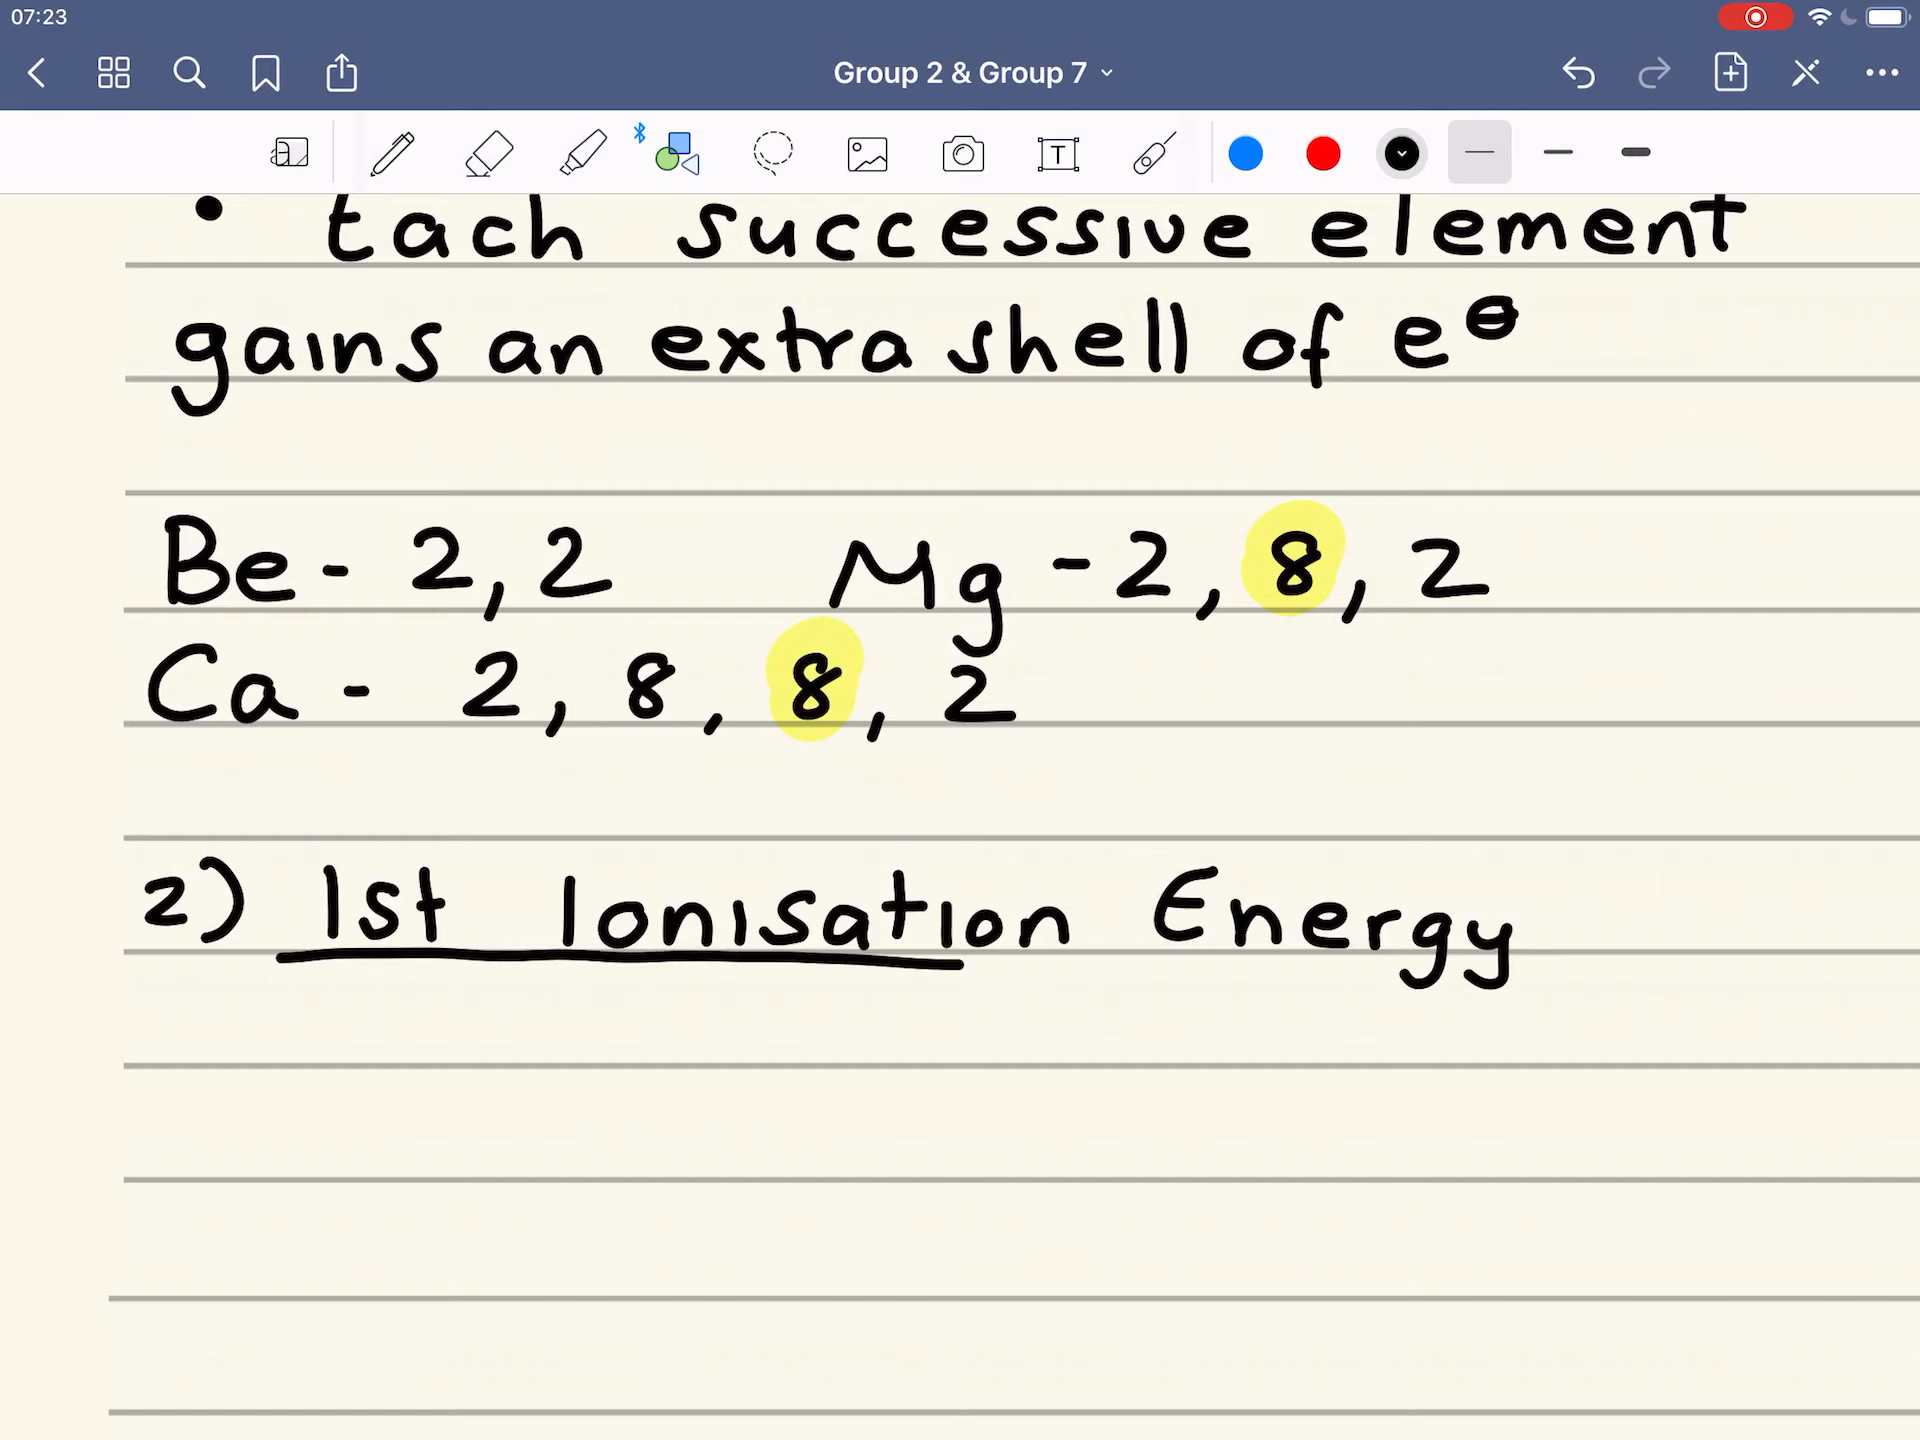 07:23
Group 2 & Group 7
• Each successive element
gains an extra shell of e⊖
Be - 2, 2 Mg - 2, 8, 2
Ca - 2, 8, 8, 2
2) 1st Ionisation Energy